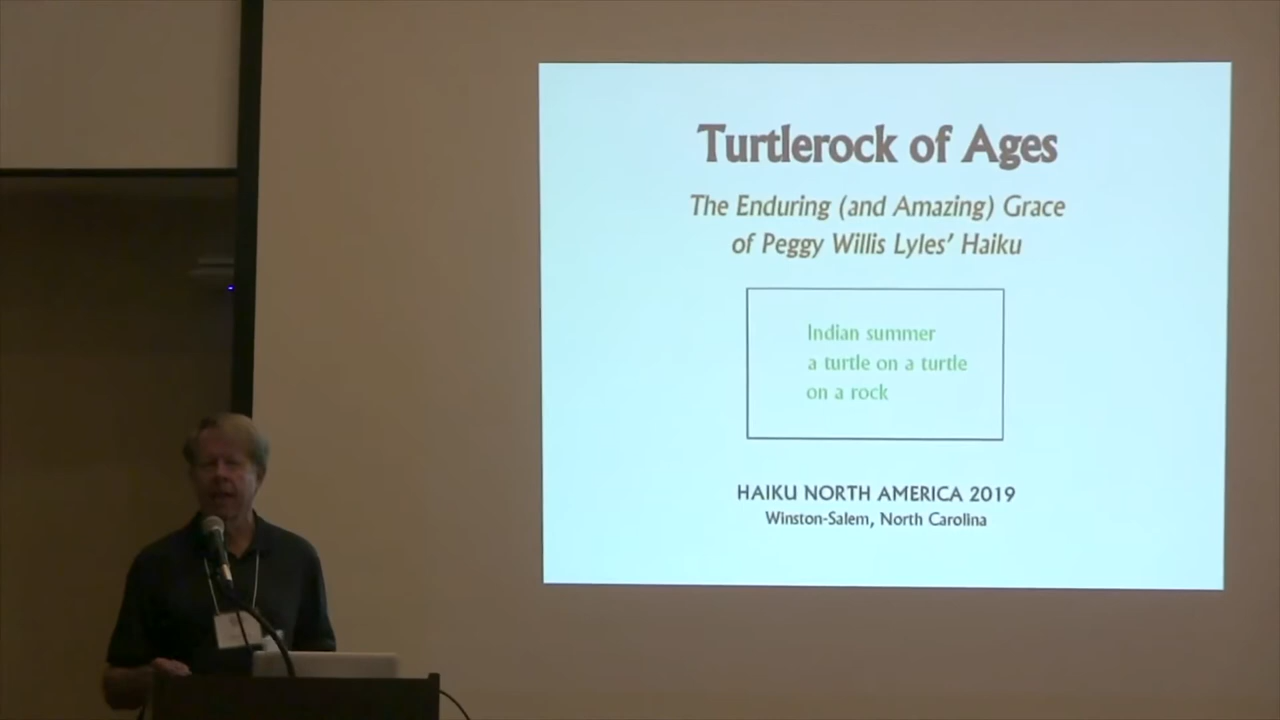 Turtlerock of Ages
The Enduring (and Amazing) Grace
of Peggy Willis Lyles’ Haiku
Indian summer
a turtle on a turtle
on a rock
HAIKU NORTH AMERICA 2019
Winston-Salem, North Carolina